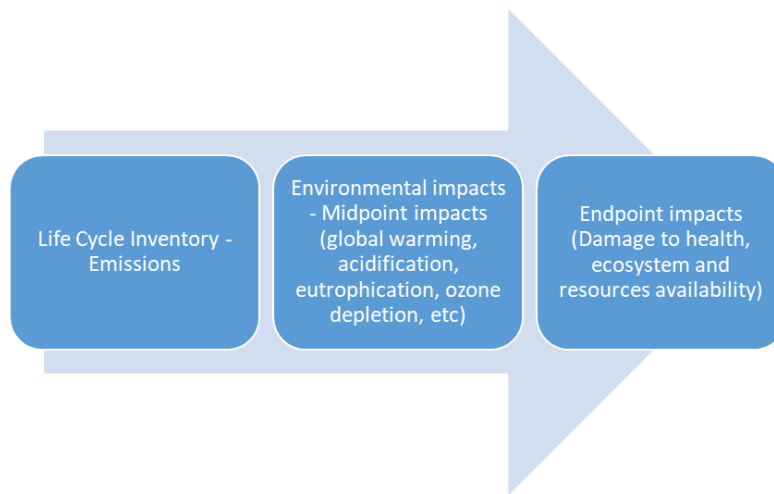 Life Cycle Inventory -
Emissions
Environmental impacts
- Midpoint impacts
(global warming,
acidification,
eutrophication, ozone
depletion, etc)
Endpoint impacts
(Damage to health,
ecosystem and
resources availability)